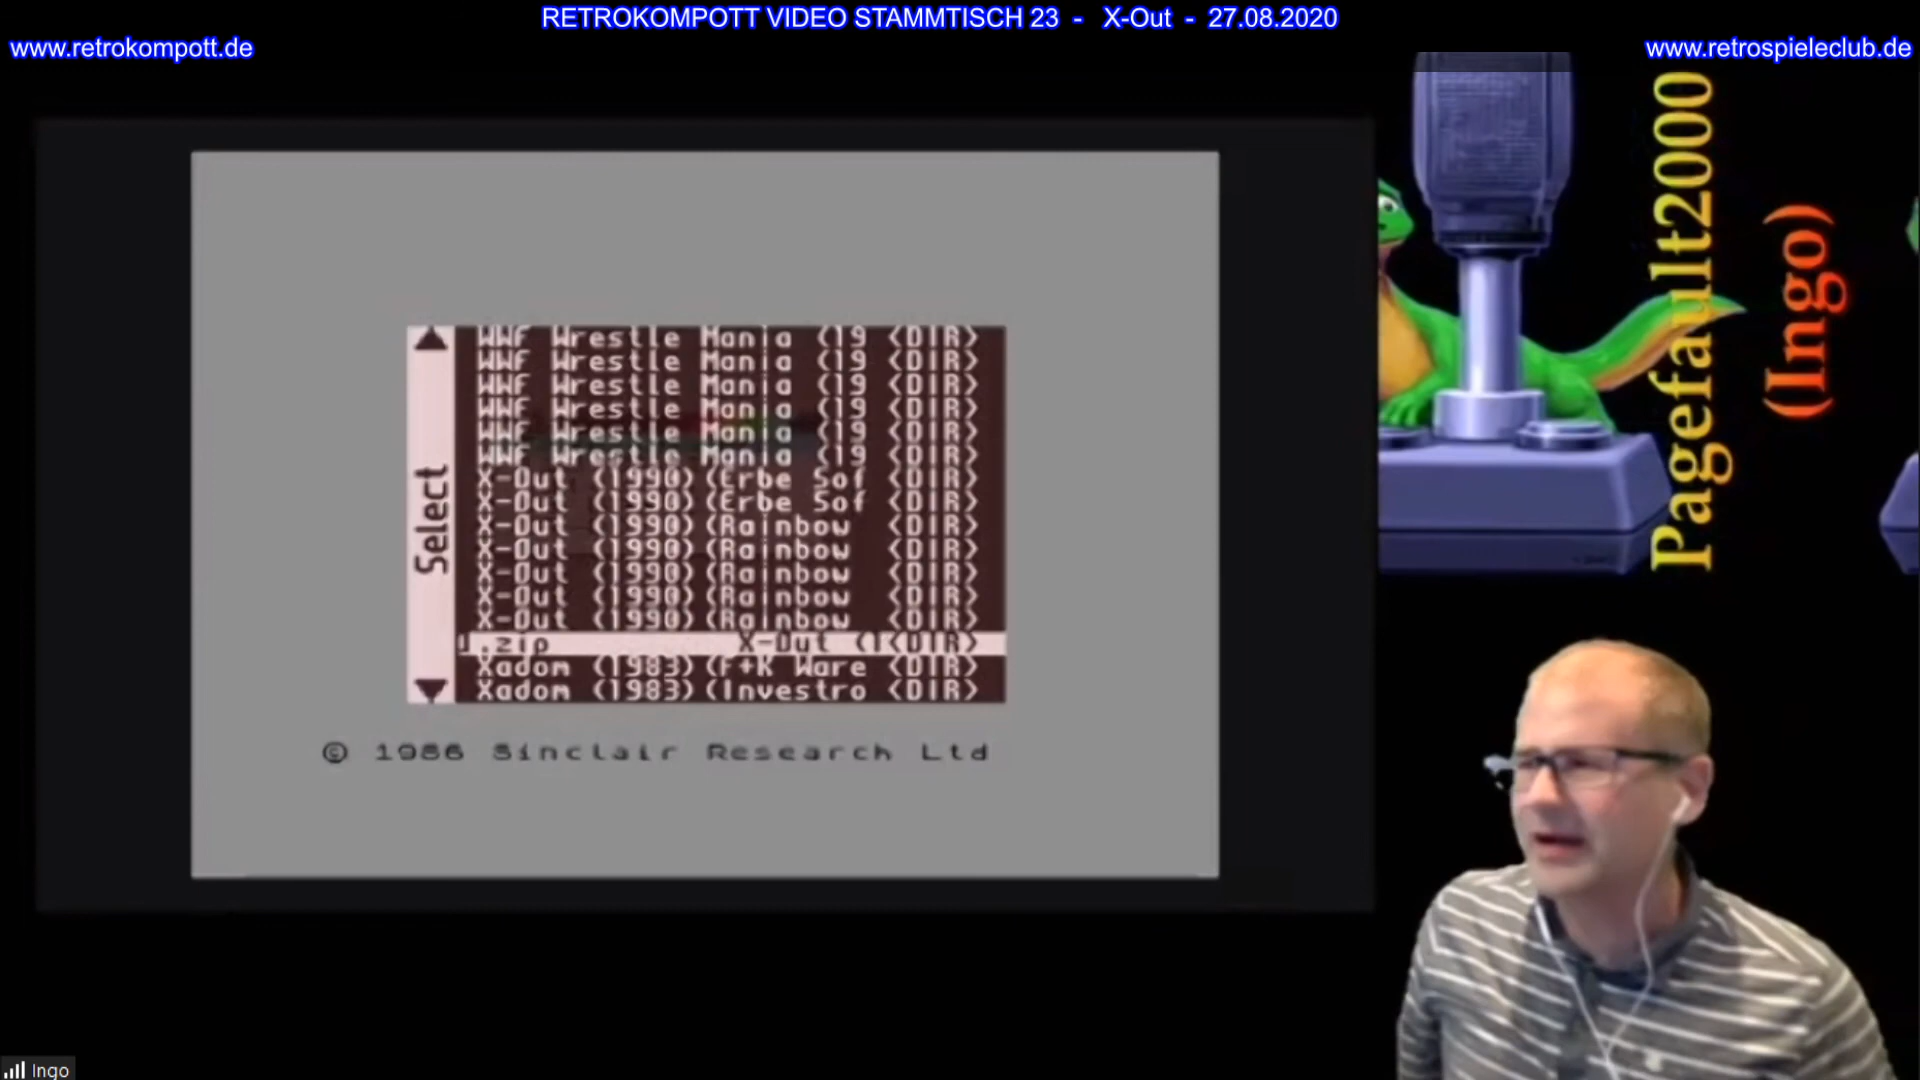 RETROKOMPOTT VIDEO STAMMTISCH 23 - X-Out - 27.08.2020
www.retrokompott.de
www.retrospieleclub.de
WWF Wrestle Mania (19 <DIR>
WWF Wrestle Mania (19 <DIR>
WWF Wrestle Mania (19 <DIR>
WWF Wrestle Mania (19 <DIR>
WWF Wrestle Mania (19 <DIR>
WWF Wrestle Mania (19 <DIR>
X-Out (1990)(Erbe Sof <DIR>
X-Out (1990)(Erbe Sof <DIR>
X-Out (1990)(Rainbow <DIR>
X-Out (1990)(Rainbow <DIR>
X-Out (1990)(Rainbow <DIR>
X-Out (1990)(Rainbow <DIR>
X-Out (1990)(Rainbow <DIR>
].zip X-Out (1<DIR>
Xadom (1983)(F+K Ware <DIR>
Xadom (1983)(Investro <DIR>
Select
© 1986 Sinclair Research Ltd
Pagefault2000
(Ingo)
Ingo